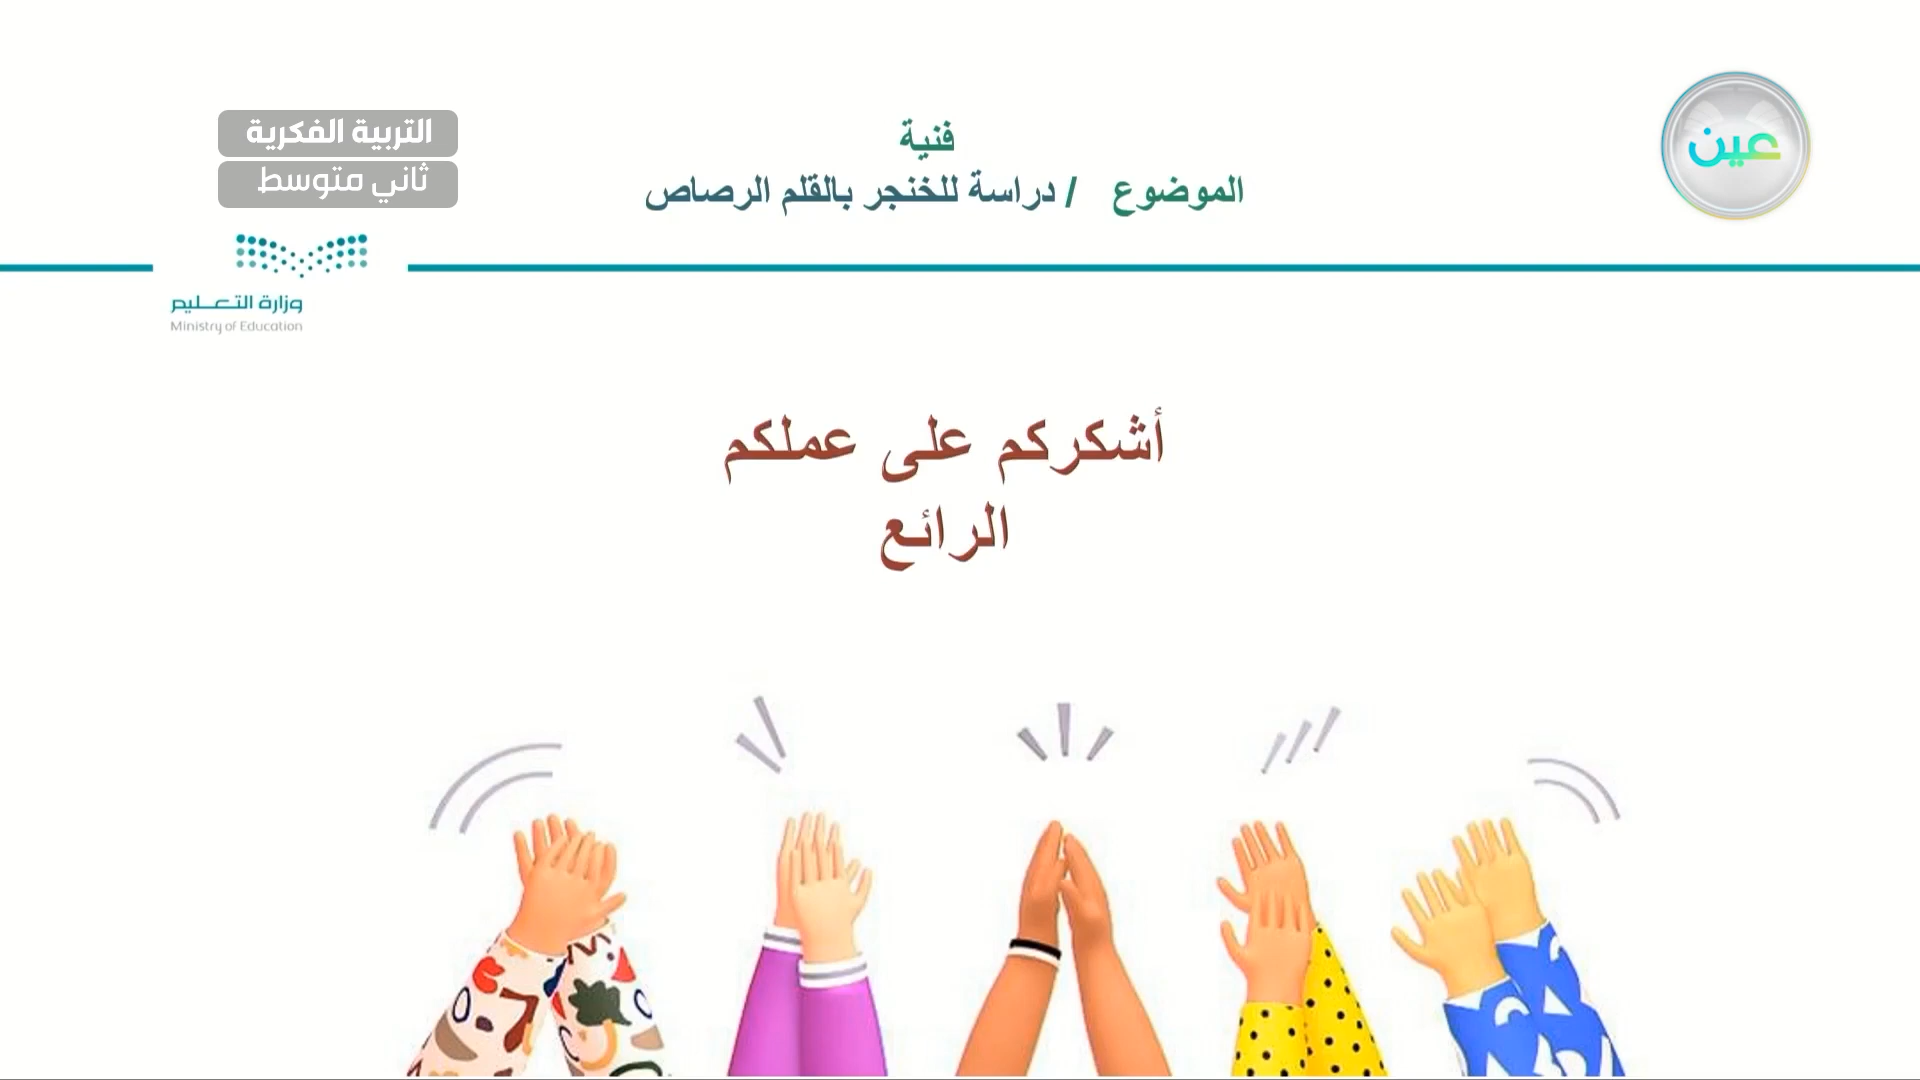 التربية الفكرية
ثاني متوسط
فنية
الموضوع / دراسة للخنجر بالقلم الرصاص
عين
وزارة التعليم
Ministry of Education
أشكركم على عملكم
الرائع